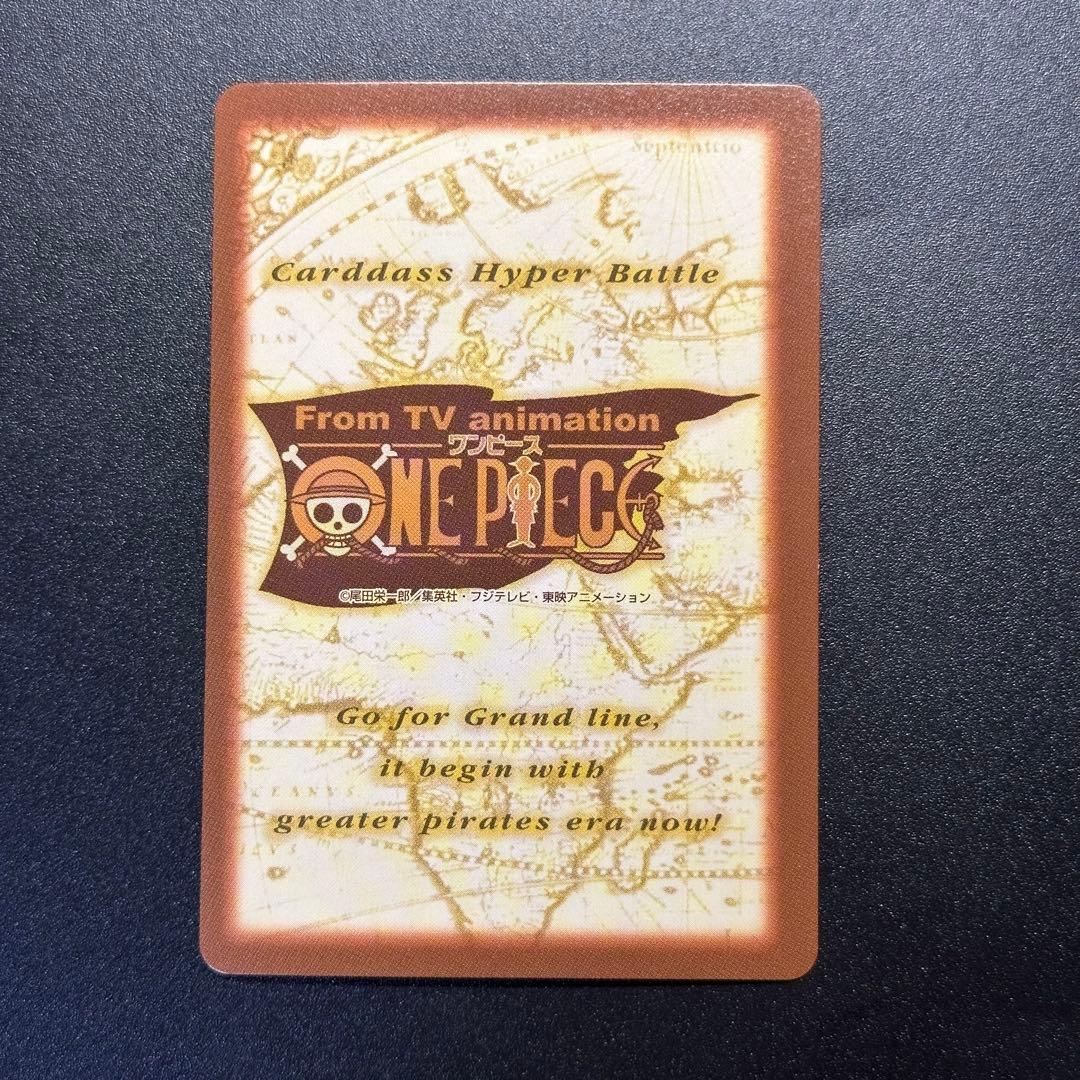 Septentrio
Carddass Hyper Battle
From TV animation
ワンピース
ONE PIECE
©尾田栄一郎／集英社・フジテレビ・東映アニメーション
Go for Grand line,
it begin with
greater pirates era now!